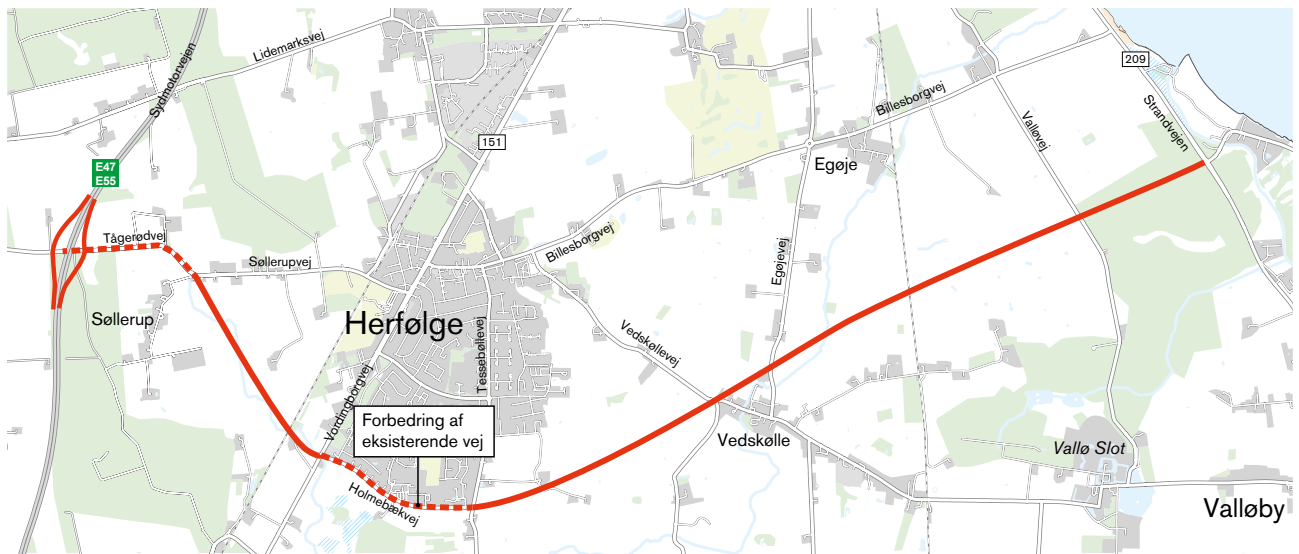 Lidemarksvej
Sydmotorvejen
209
151
Billesborgvej
Valløvej
Strandvejen
E47
E55
Egøje
Tågerødvej
Søllerupvej
Billesborgvej
Egøjevej
Søllerup
Herfølge
Tessebøllevej
Vedskøllevej
Vordingborgvej
Forbedring af
eksisterende vej
Vedskølle
Vallø Slot
Holmebækvej
Valløby